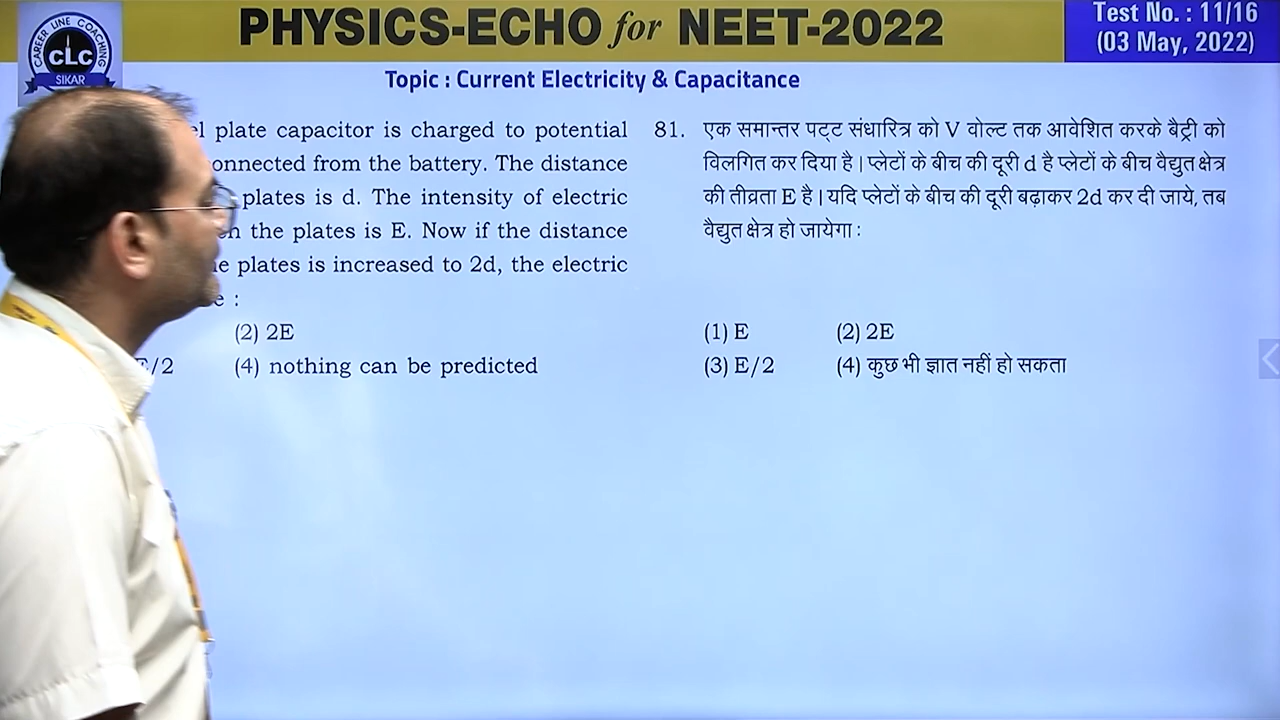 CAREER LINE COACHING
CLC
SIKAR
PHYSICS-ECHO for NEET-2022
Test No. : 11/16
(03 May, 2022)
Topic : Current Electricity & Capacitance
plate capacitor is charged to potential
from the battery. The distance
plates is d. The intensity of electric
the plates is E. Now if the distance
plates is increased to 2d, the electric
:
(2) 2E
E/2 (4) nothing can be predicted
81. एक समान्तर पट्ट संधारित्र को V वोल्ट तक आवेशित करके बैट्री को
विलगित कर दिया है। प्लेटों के बीच की दूरी d है प्लेटों के बीच वैद्युत क्षेत्र
की तीव्रता E है। यदि प्लेटों के बीच की दूरी बढ़ाकर 2d कर दी जाये, तब
वैद्युत क्षेत्र हो जायेगा :
(1) E (2) 2E
(3) E/2 (4) कुछ भी ज्ञात नहीं हो सकता